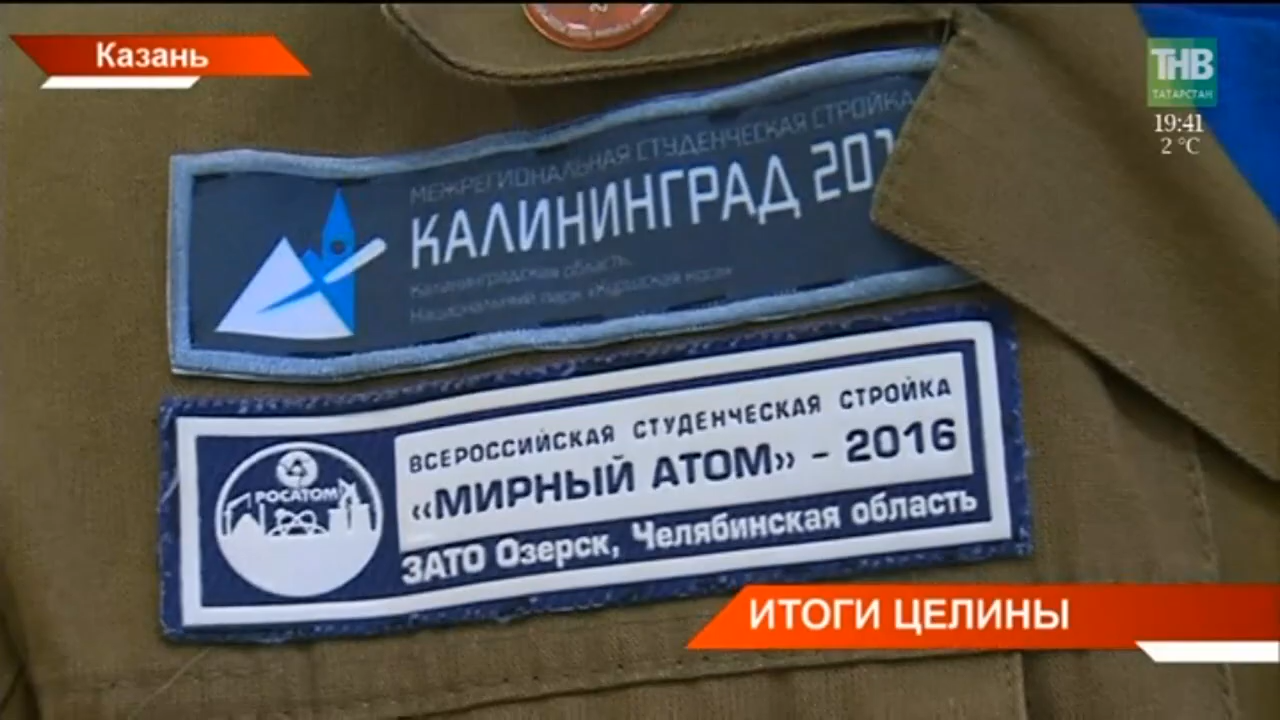 Казань
ТНВ
ТАТАРСТАН
19:41
2 °C
МЕЖРЕГИОНАЛЬНАЯ СТУДЕНЧЕСКАЯ СТРОЙКА
КАЛИНИНГРАД 201
Калининградская область,
Национальный парк «Куршская коса»
РОСАТОМ
ВСЕРОССИЙСКАЯ СТУДЕНЧЕСКАЯ СТРОЙКА
«МИРНЫЙ АТОМ» - 2016
ЗАТО Озерск, Челябинская область
ИТОГИ ЦЕЛИНЫ